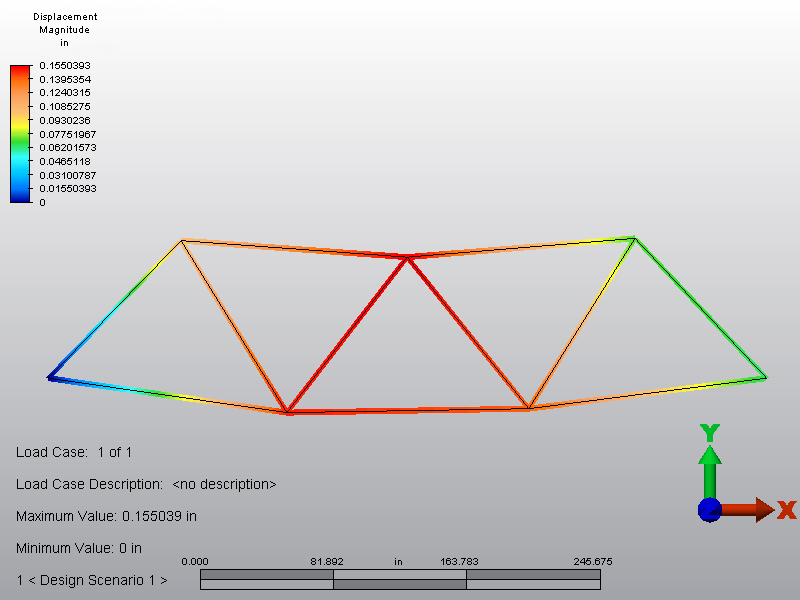 Displacement
Magnitude
in
0.1550393
0.1395354
0.1240315
0.1085275
0.0930236
0.07751967
0.06201573
0.0465118
0.03100787
0.01550393
0
Load Case: 1 of 1
Load Case Description: <no description>
Maximum Value: 0.155039 in
Minimum Value: 0 in
1 < Design Scenario 1 >
0.000 81.892 in 163.783 245.675
Y
X